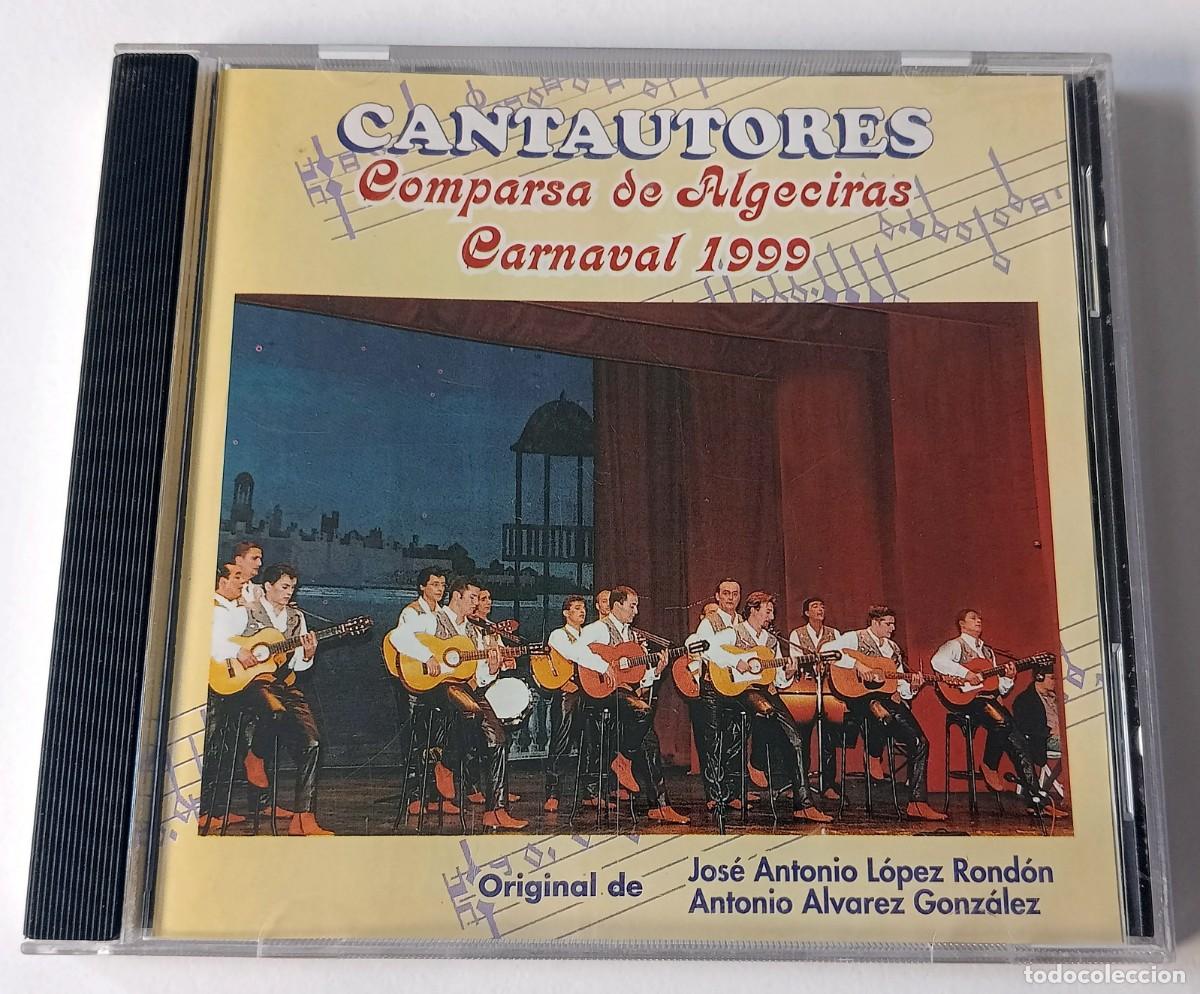 CANTAUTORES
Comparsa de Algeciras
Carnaval 1999
Original de José Antonio López Rondón
Antonio Alvarez González
todocoleccion